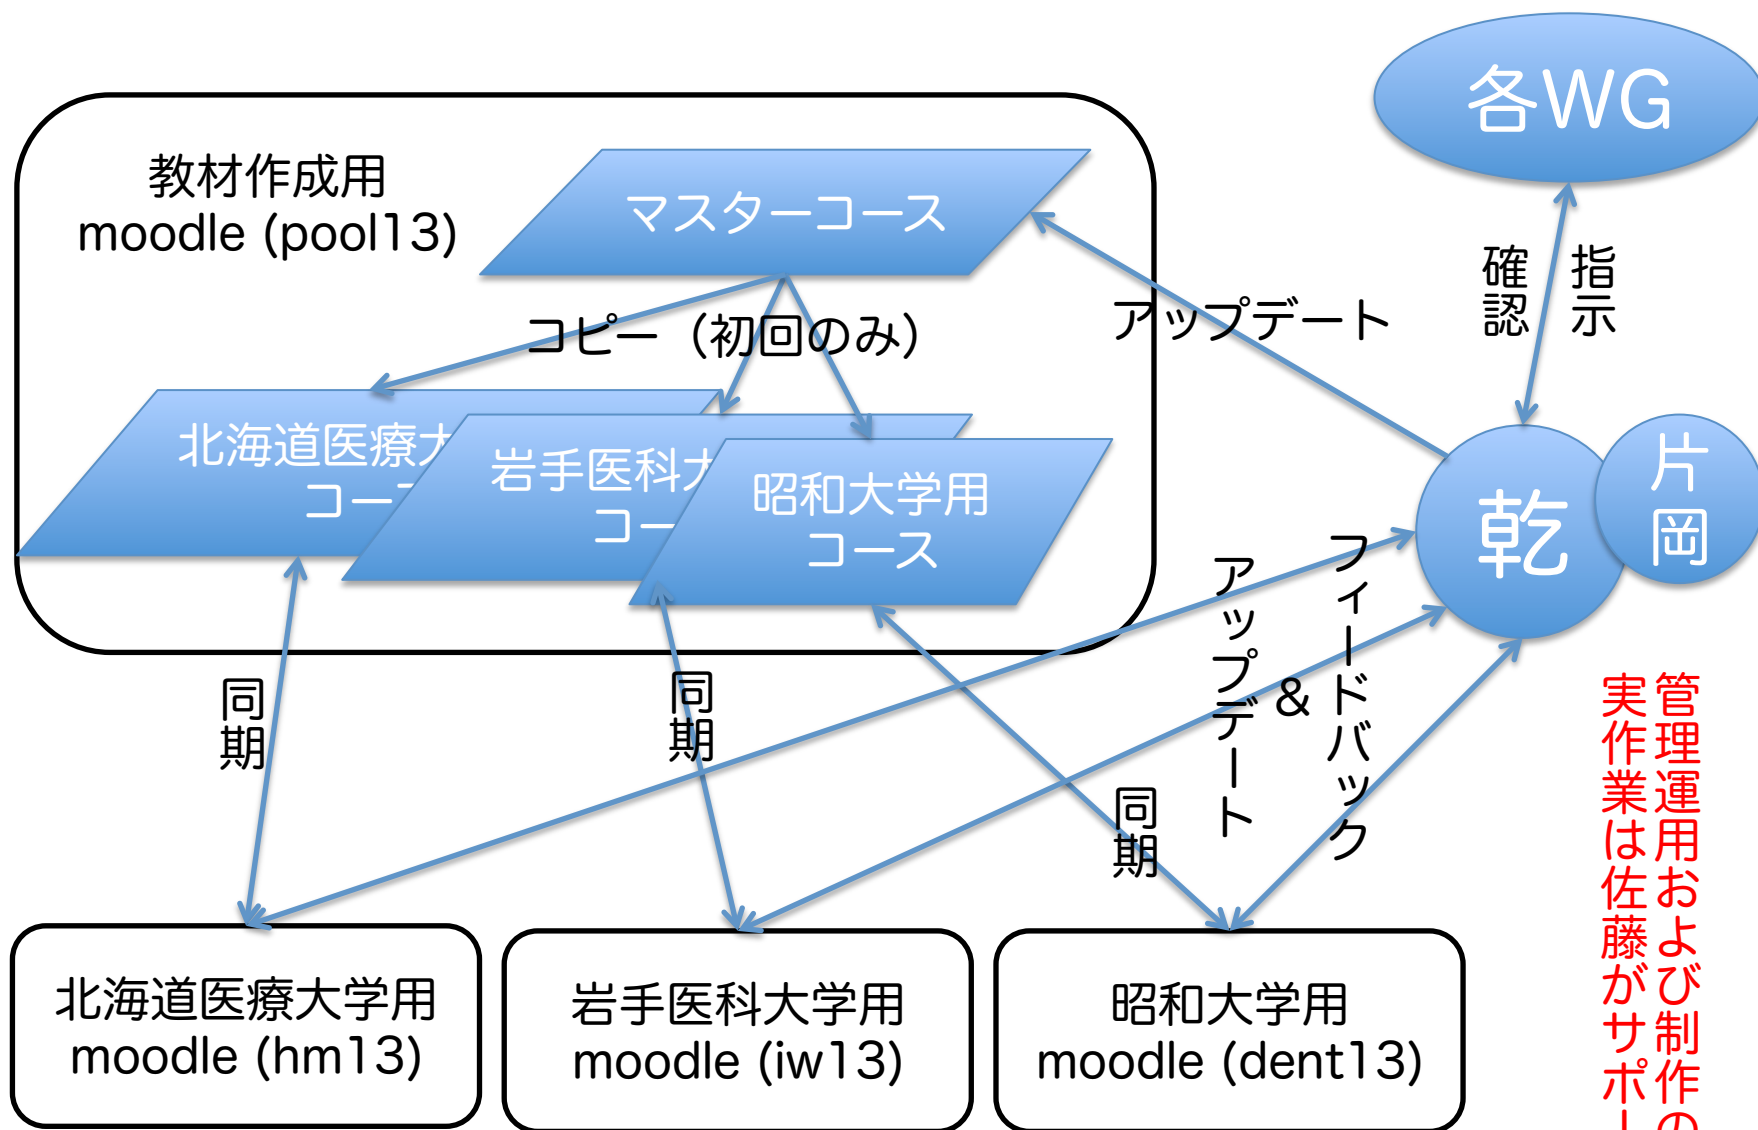 各WG
教材作成用
moodle (pool13)
マスターコース
コピー（初回のみ）
アップデート
確認
指示
北海道医療大
コー
岩手医科
コー
昭和大学用
コース
乾
片岡
アップデート
&
フィードバック
同期
同期
同期
管理運用および制作の
実作業は佐藤がサポー
北海道医療大学用
moodle (hm13)
岩手医科大学用
moodle (iw13)
昭和大学用
moodle (dent13)